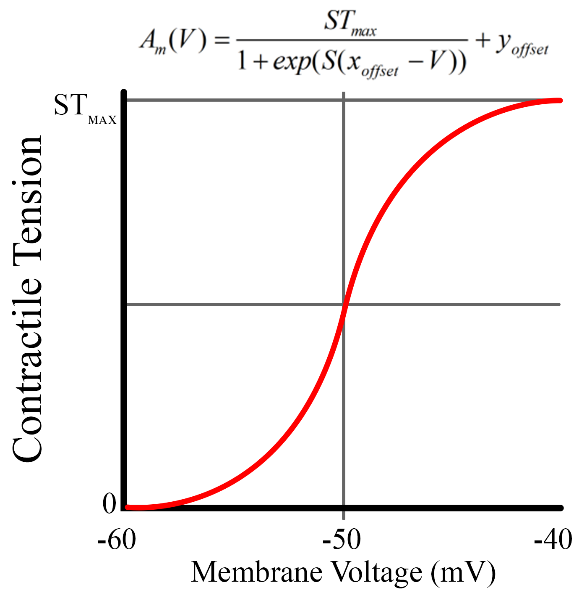 A_m(V) = ST_max / (1 + exp(S(x_offset − V))) + y_offset
ST_MAX
Contractile Tension
0
-60 -50 -40
Membrane Voltage (mV)